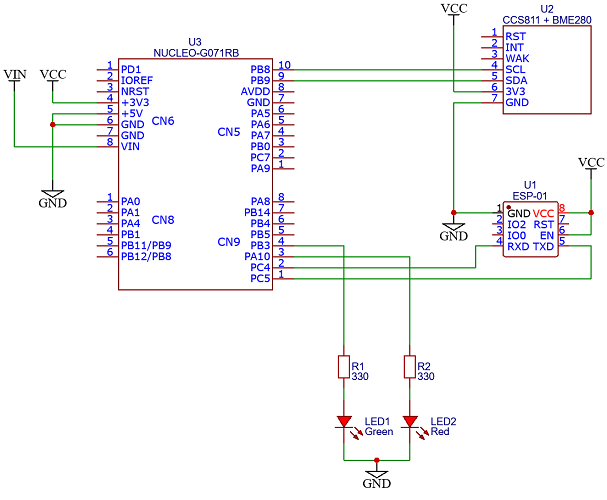 VCC
U2
CCS811 + BME280
1 RST
2 INT
3 WAK
4 SCL
5 SDA
6 3V3
7 GND
U3
NUCLEO-G071RB
VIN
VCC
1 PD1
2 IOREF
3 NRST
4 +3V3
5 +5V
6 GND
7 GND
8 VIN
CN6
PB8 10
PB9 9
AVDD 8
GND 7
PA5 6
PA6 5
PA7 4
PB0 3
PC7 2
PA9 1
CN5
GND
1 PA0
2 PA1
3 PA4
4 PB1
5 PB11/PB9
6 PB12/PB8
CN8
PA8 8
PB14 7
PB4 6
PB5 5
PB3 4
PA10 3
PC4 2
PC5 1
CN9
VCC
U1
ESP-01
1 GND VCC 8
2 IO2 RST 7
3 IO0 EN 6
4 RXD TXD 5
GND
R1
330
R2
330
LED1
Green
LED2
Red
GND